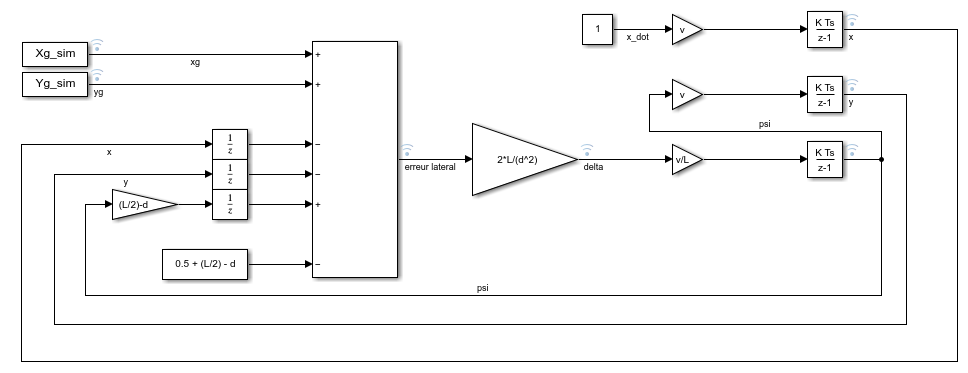 1
x_dot
v
K Ts
z-1
x
Xg_sim
xg
+
Yg_sim
yg
+
v
K Ts
z-1
y
psi
x
1
z
−
y
1
z
−
(L/2)-d
1
z
+
erreur lateral
2*L/(d^2)
delta
v/L
K Ts
z-1
0.5 + (L/2) - d
−
psi